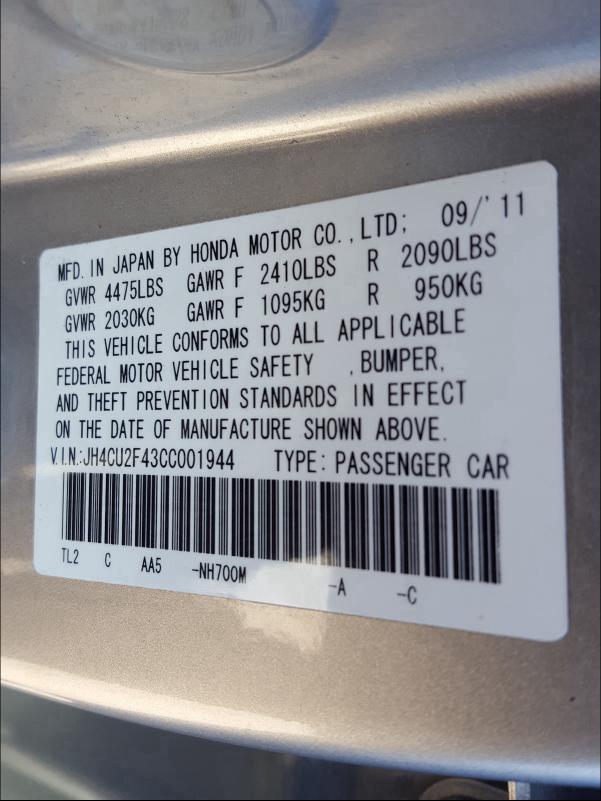 MFD. IN JAPAN BY HONDA MOTOR CO., LTD; 09/'11
GVWR 4475LBS GAWR F 2410LBS R 2090LBS
GVWR 2030KG GAWR F 1095KG R 950KG
THIS VEHICLE CONFORMS TO ALL APPLICABLE
FEDERAL MOTOR VEHICLE SAFETY , BUMPER,
AND THEFT PREVENTION STANDARDS IN EFFECT
ON THE DATE OF MANUFACTURE SHOWN ABOVE.
V.I.N.:JH4CU2F43CC001944 TYPE: PASSENGER CAR
TL2 C AA5 -NH700M -A -C